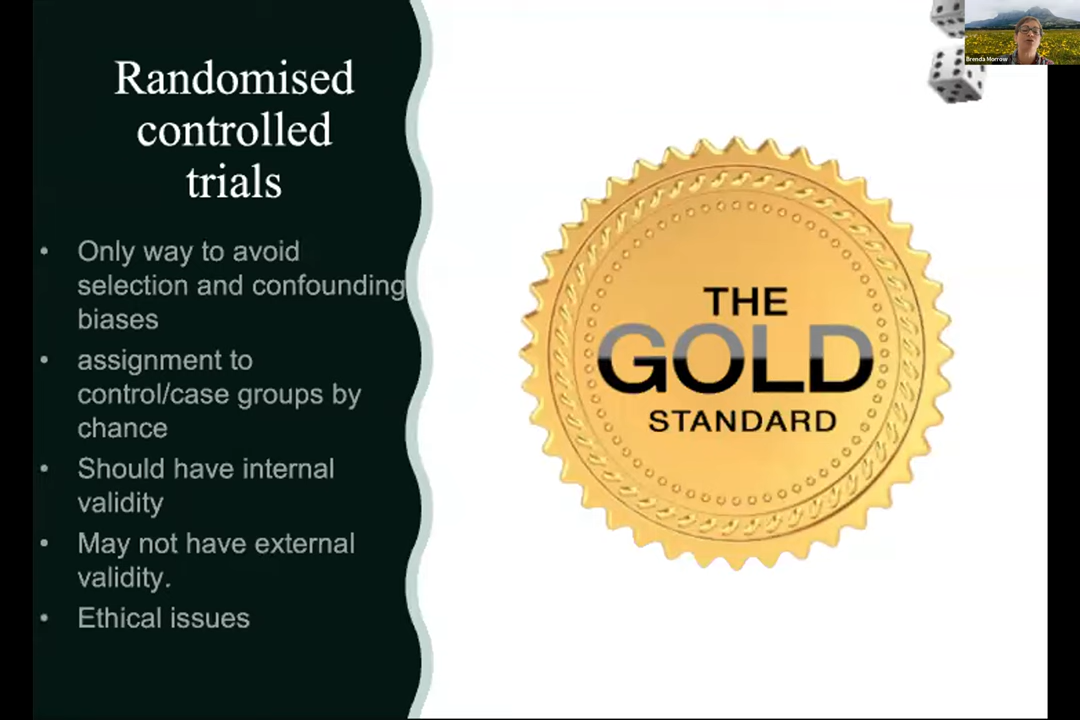 Randomised
controlled
trials
• Only way to avoid
selection and confounding
biases
• assignment to
control/case groups by
chance
• Should have internal
validity
• May not have external
validity.
• Ethical issues
THE
GOLD
STANDARD
Brenda Morrow